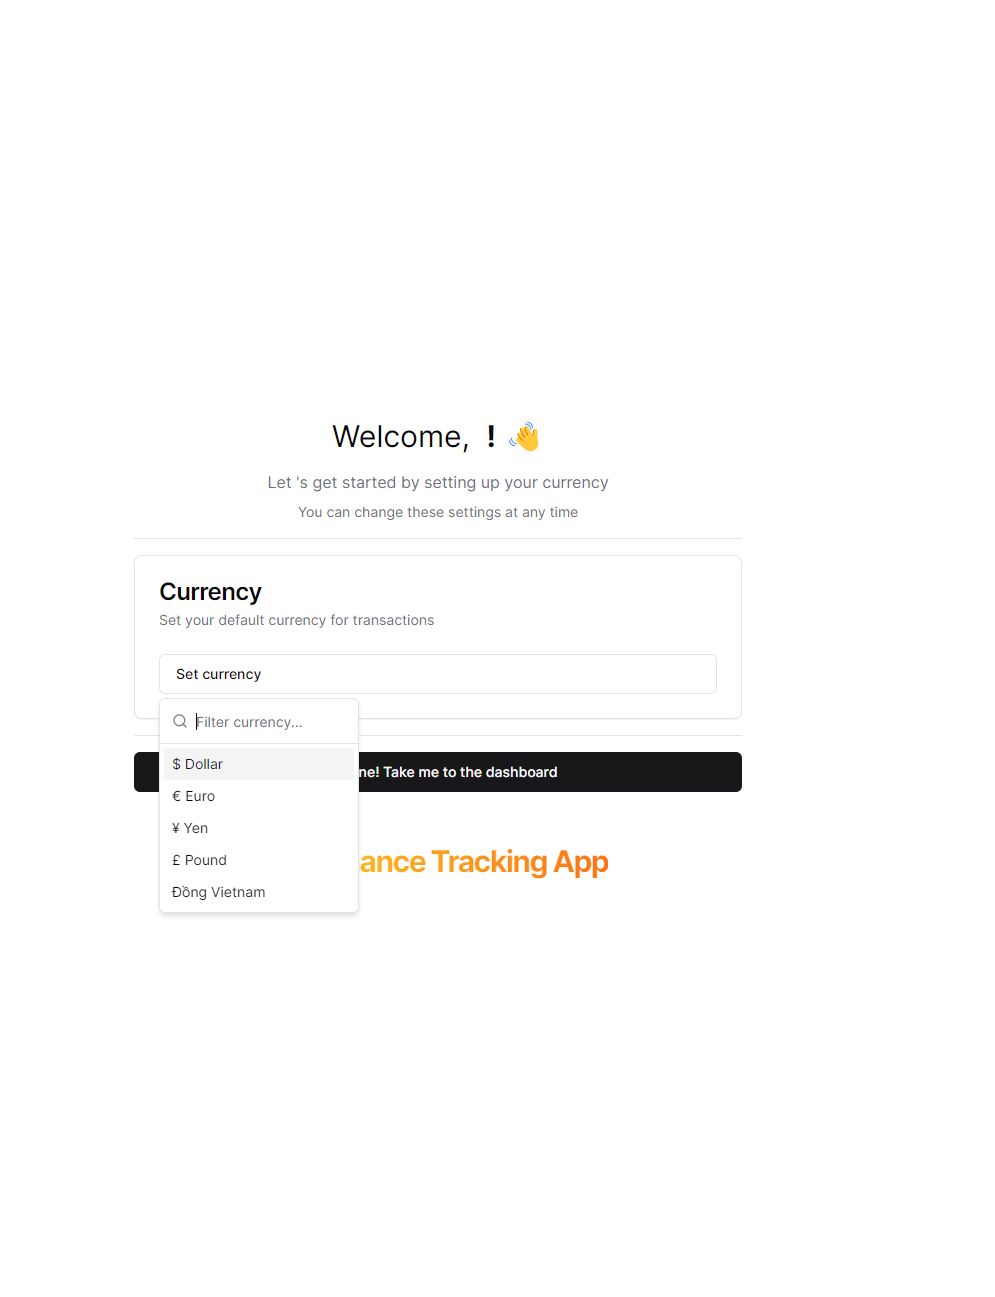 Welcome, ! 👋
Let 's get started by setting up your currency
You can change these settings at any time
Currency
Set your default currency for transactions
Set currency
Filter currency...
$ Dollar
€ Euro
¥ Yen
£ Pound
Đồng Vietnam
ne! Take me to the dashboard
ance Tracking App